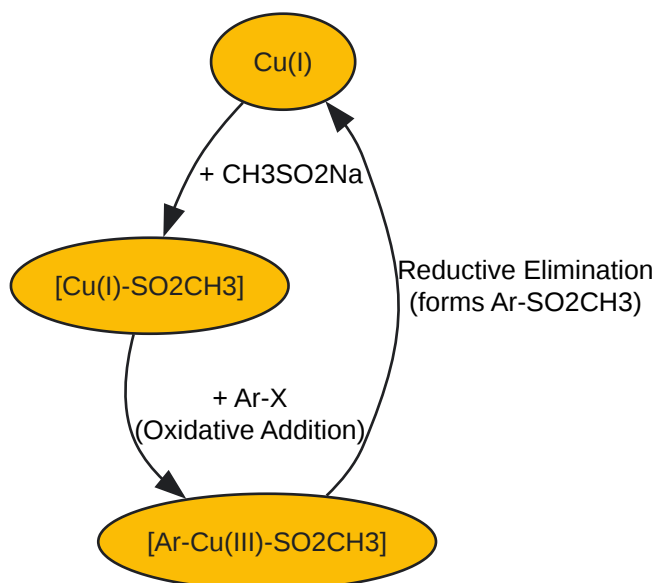 Cu(I)
+ CH3SO2Na
[Cu(I)-SO2CH3]
Reductive Elimination
(forms Ar-SO2CH3)
+ Ar-X
(Oxidative Addition)
[Ar-Cu(III)-SO2CH3]